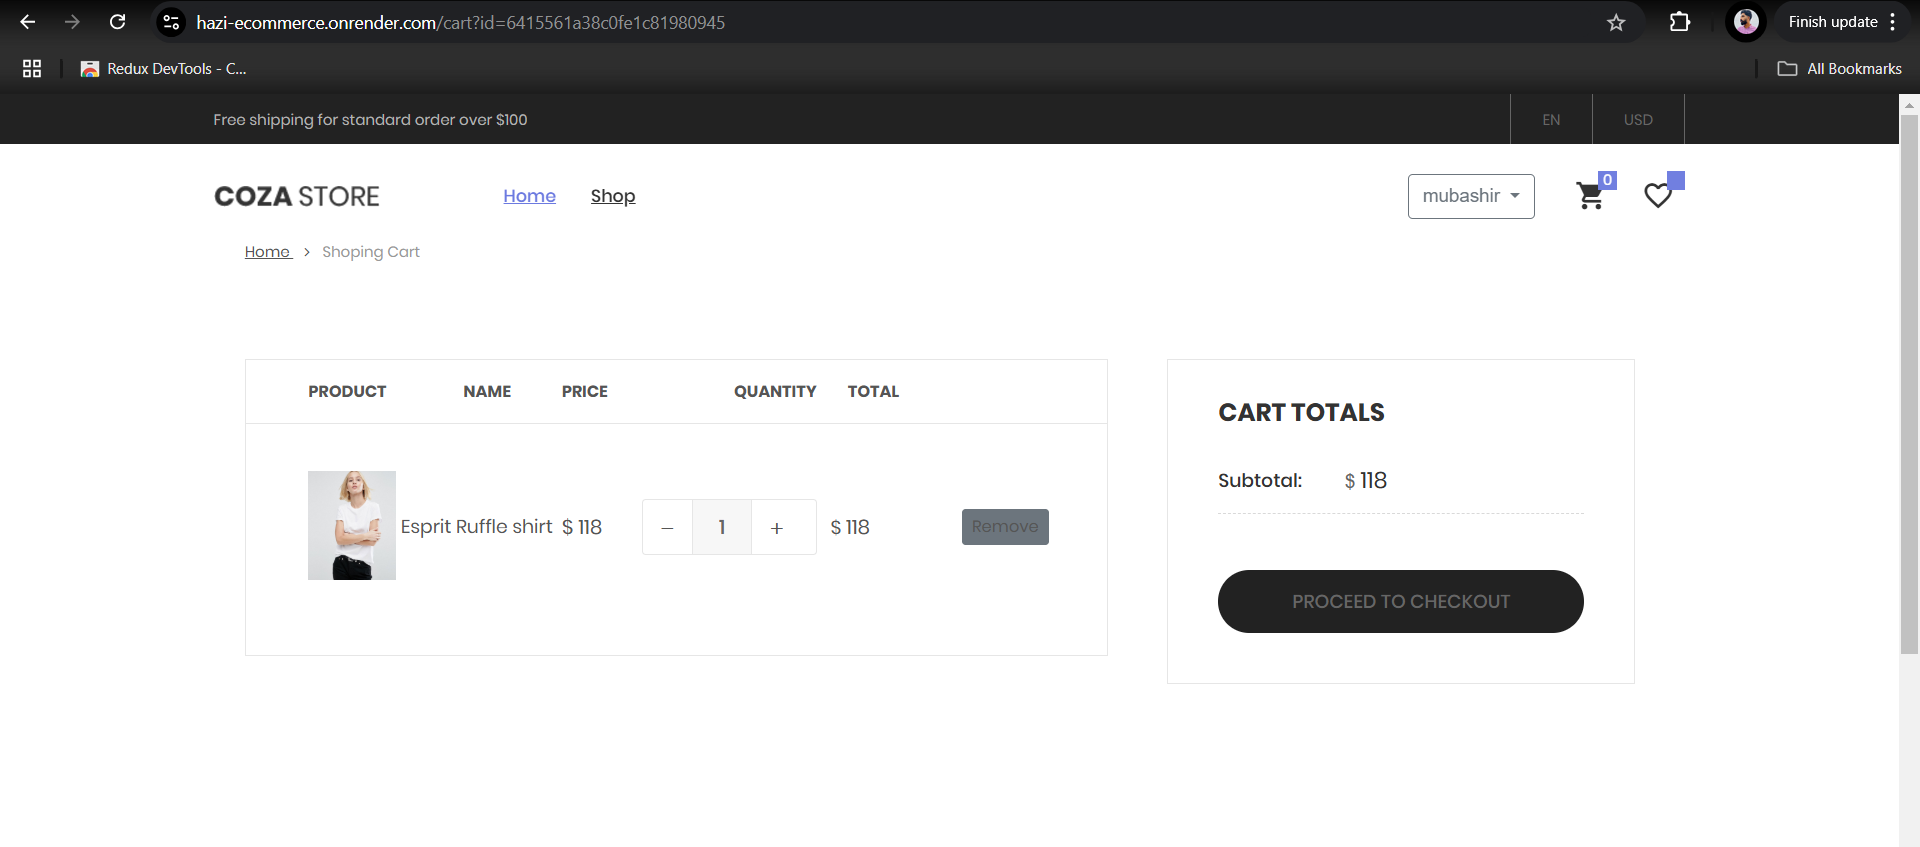 hazi-ecommerce.onrender.com/cart?id=6415561a38c0fe1c81980945
Finish update
Redux DevTools - C...
All Bookmarks
Free shipping for standard order over $100
EN
USD
COZA STORE
Home
Shop
mubashir
0
Home > Shoping Cart
PRODUCT NAME PRICE QUANTITY TOTAL
Esprit Ruffle shirt $ 118 − 1 + $ 118 Remove
CART TOTALS
Subtotal: $ 118
PROCEED TO CHECKOUT